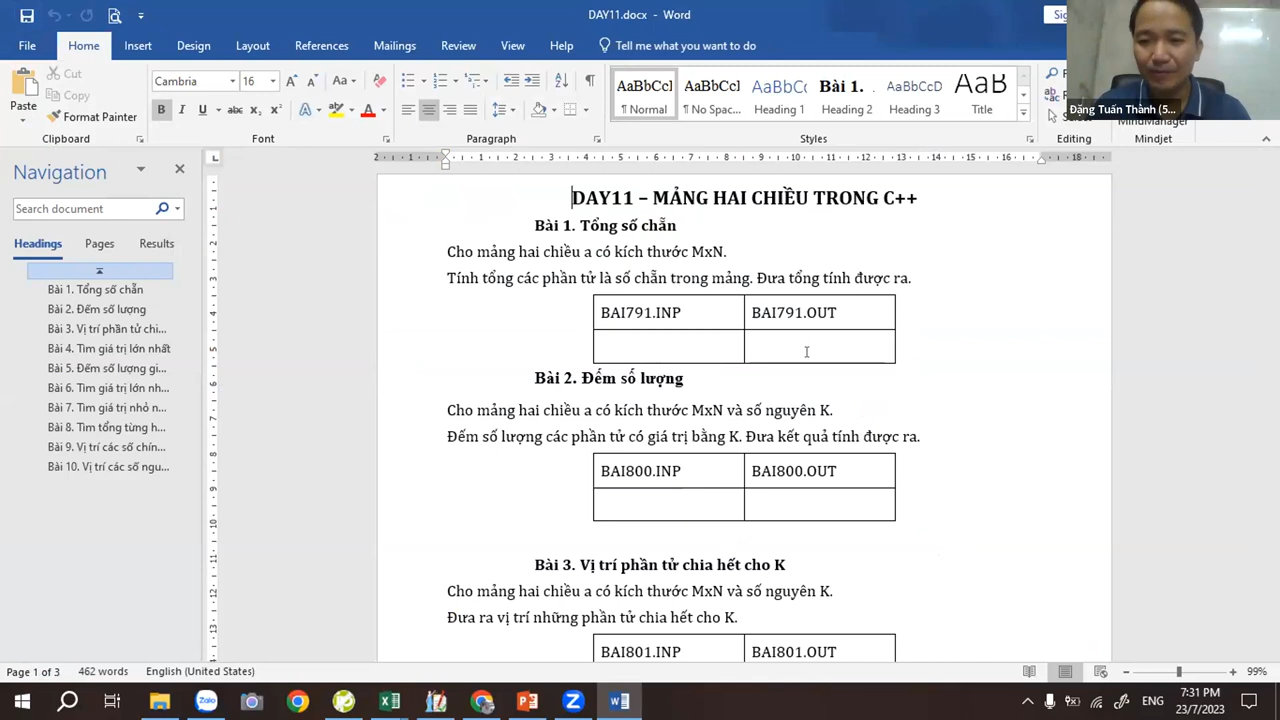 DAY11.docx - Word
Sig
File Home Insert Design Layout References Mailings Review View Help Tell me what you want to do
Paste
Cut
Copy
Format Painter
Clipboard
Cambria 16
Font
Paragraph
AaBbCcI
¶ Normal
AaBbCcI
¶ No Spac...
AaBbC
Heading 1
Bài 1.
Heading 2
AaBbCcI
Heading 3
AaBb
Title
Styles
Editing
MindManager
Mindjet
Đặng Tuấn Thành (5...
Navigation
Search document
Headings Pages Results
Bài 1. Tổng số chẵn
Bài 2. Đếm số lượng
Bài 3. Vị trí phần tử chi...
Bài 4. Tìm giá trị lớn nhất
Bài 5. Đếm số lượng gi...
Bài 6. Tìm giá trị lớn nh...
Bài 7. Tìm giá trị nhỏ n...
Bài 8. Tìm tổng từng h...
Bài 9. Vị trí các số chín...
Bài 10. Vị trí các số ngu...
DAY11 – MẢNG HAI CHIỀU TRONG C++
Bài 1. Tổng số chẵn
Cho mảng hai chiều a có kích thước MxN.
Tính tổng các phần tử là số chẵn trong mảng. Đưa tổng tính được ra.
BAI791.INP BAI791.OUT
Bài 2. Đếm số lượng
Cho mảng hai chiều a có kích thước MxN và số nguyên K.
Đếm số lượng các phần tử có giá trị bằng K. Đưa kết quả tính được ra.
BAI800.INP BAI800.OUT
Bài 3. Vị trí phần tử chia hết cho K
Cho mảng hai chiều a có kích thước MxN và số nguyên K.
Đưa ra vị trí những phần tử chia hết cho K.
BAI801.INP BAI801.OUT
Page 1 of 3 462 words English (United States) 99%
ENG
7:31 PM
23/7/2023